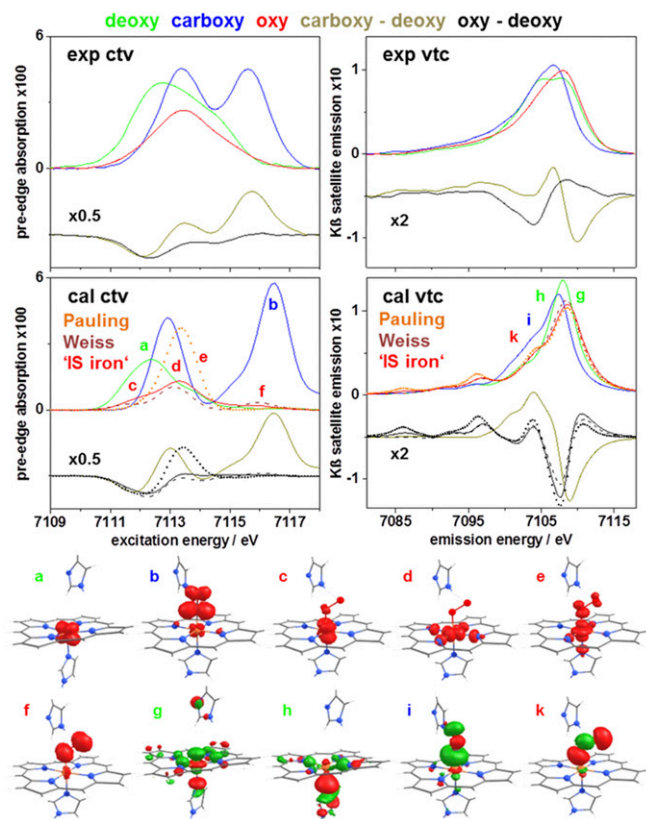 deoxy carboxy oxy carboxy - deoxy oxy - deoxy
exp ctv
pre-edge absorption x100
6
0
x0.5
exp vtc
Kß satellite emission x10
1
0
-1
x2
cal ctv
Pauling
Weiss
'IS iron'
pre-edge absorption x100
6
0
a
b
c
d
e
f
x0.5
7109 7111 7113 7115 7117
excitation energy / eV
cal vtc
Pauling
Weiss
'IS iron'
Kß satellite emission x10
1
0
-1
h
g
i
k
x2
7085 7095 7105 7115
emission energy / eV
a b c d e
f g h i k